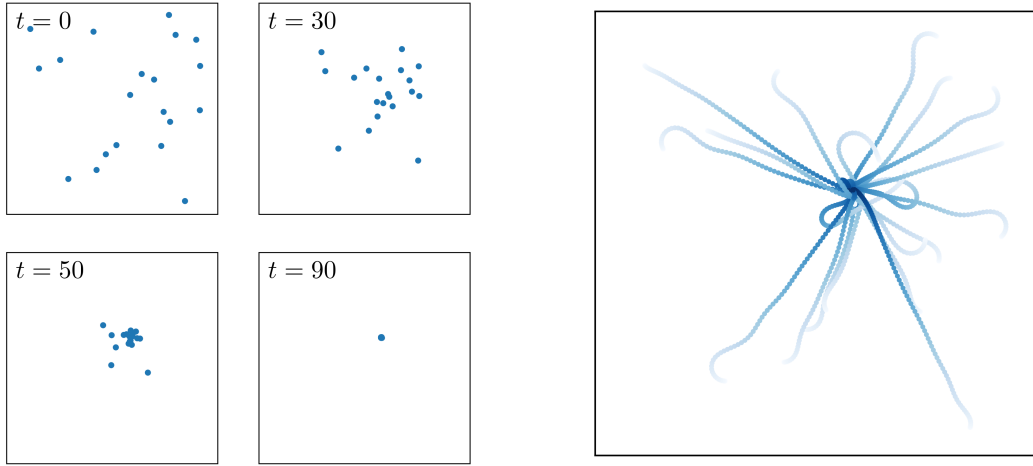 t = 0
t = 30
t = 50
t = 90